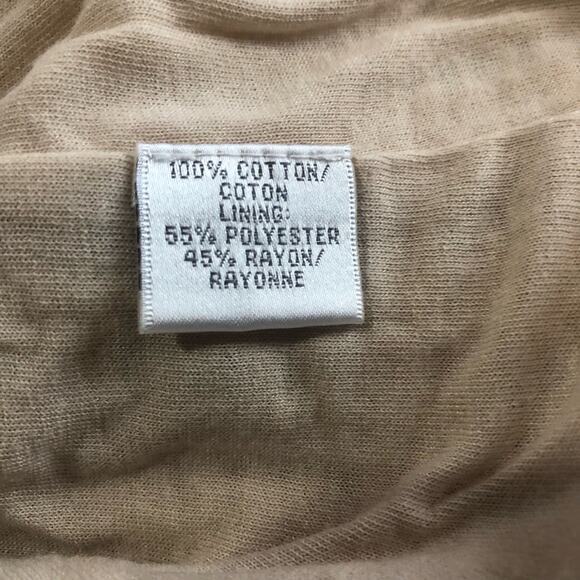 100% COTTON/
COTON
LINING:
55% POLYESTER
45% RAYON/
RAYONNE